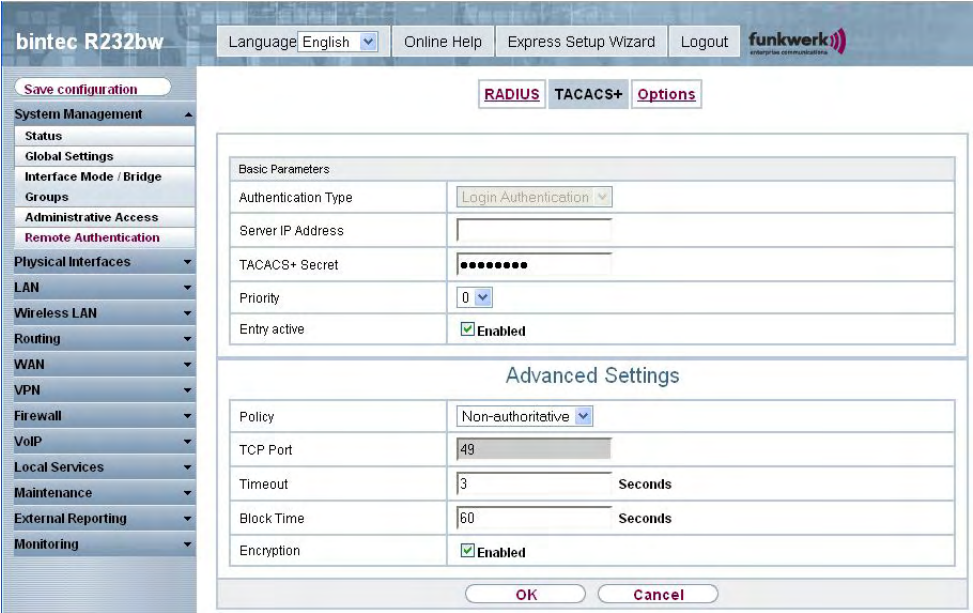 bintec R232bw
Language English Online Help Express Setup Wizard Logout funkwerk
enterprise communications
Save configuration
System Management
Status
Global Settings
Interface Mode / Bridge
Groups
Administrative Access
Remote Authentication
Physical Interfaces
LAN
Wireless LAN
Routing
WAN
VPN
Firewall
VoIP
Local Services
Maintenance
External Reporting
Monitoring
RADIUS TACACS+ Options
Basic Parameters
Authentication Type Login Authentication
Server IP Address
TACACS+ Secret ●●●●●●●●
Priority 0
Entry active Enabled
Advanced Settings
Policy Non-authoritative
TCP Port 49
Timeout 3 Seconds
Block Time 60 Seconds
Encryption Enabled
OK Cancel